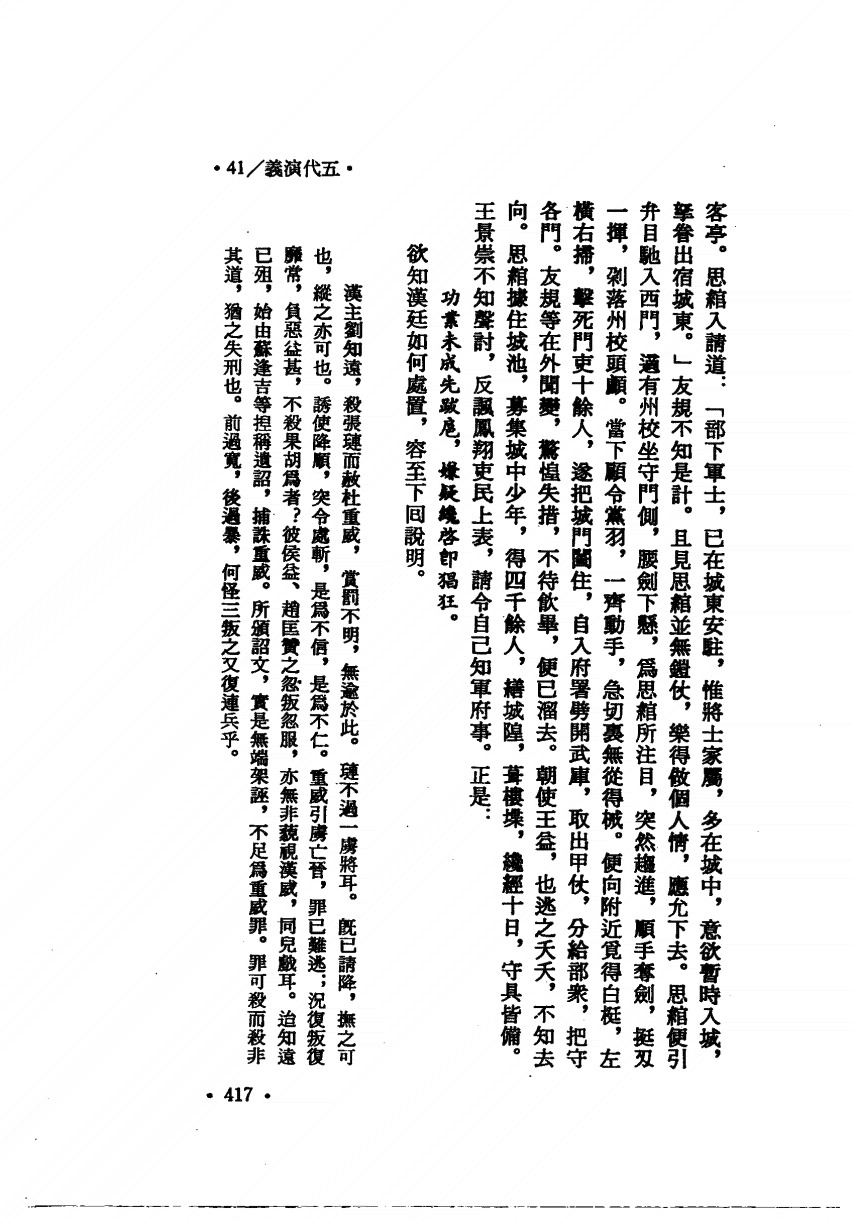 •41／義演代五•
客亭。思綰入請道：「部下軍士，已在城東安駐，惟將士家屬，多在城中，意欲暫時入城，
挈眷出宿城東。」友規不知是計。且見思綰並無鎧仗，樂得做個人情，應允下去。思綰便引
弁目馳入西門，適有州校坐守門側，腰劍下懸，爲思綰所注目，突然趨進，順手奪劍，挺刄
一揮，剁落州校頭顱。當下顧令黨羽，一齊動手，急切裏無從得械。便向附近覓得白梃，左
橫右掃，擊死門吏十餘人，遂把城門闔住，自入府署劈開武庫，取出甲仗，分給部衆，把守
各門。友規等在外聞變，驚惶失措，不待飲畢，便已溜去。朝使王益，也逃之夭夭，不知去
向。思綰據住城池，募集城中少年，得四千餘人，繕城隍，葺樓堞，纔經十日，守具皆備。
王景崇不知聲討，反諷鳳翔吏民上表，請令自己知軍府事。正是：
功業未成先跋扈，嫌疑纔啓卽猖狂。
欲知漢廷如何處置，容至下囘說明。
漢主劉知遠，殺張璉而赦杜重威，賞罰不明，無逾於此。璉不過一虜將耳。旣已請降，撫之可
也，縱之亦可也。誘使降順，突令處斬，是爲不信，是爲不仁。重威引虜亡晉，罪已難逃；況復叛復
靡常，負惡益甚，不殺果胡爲者？彼侯益、趙匡贊之忽叛忽服，亦無非藐視漢威，同兒戲耳。迨知遠
已殂，始由蘇逢吉等捏稱遺詔，捕誅重威。所頒詔文，實是無端架誣，不足爲重威罪。罪可殺而殺非
其道，猶之失刑也。前過寬，後過暴，何怪三叛之又復連兵乎。
•417•